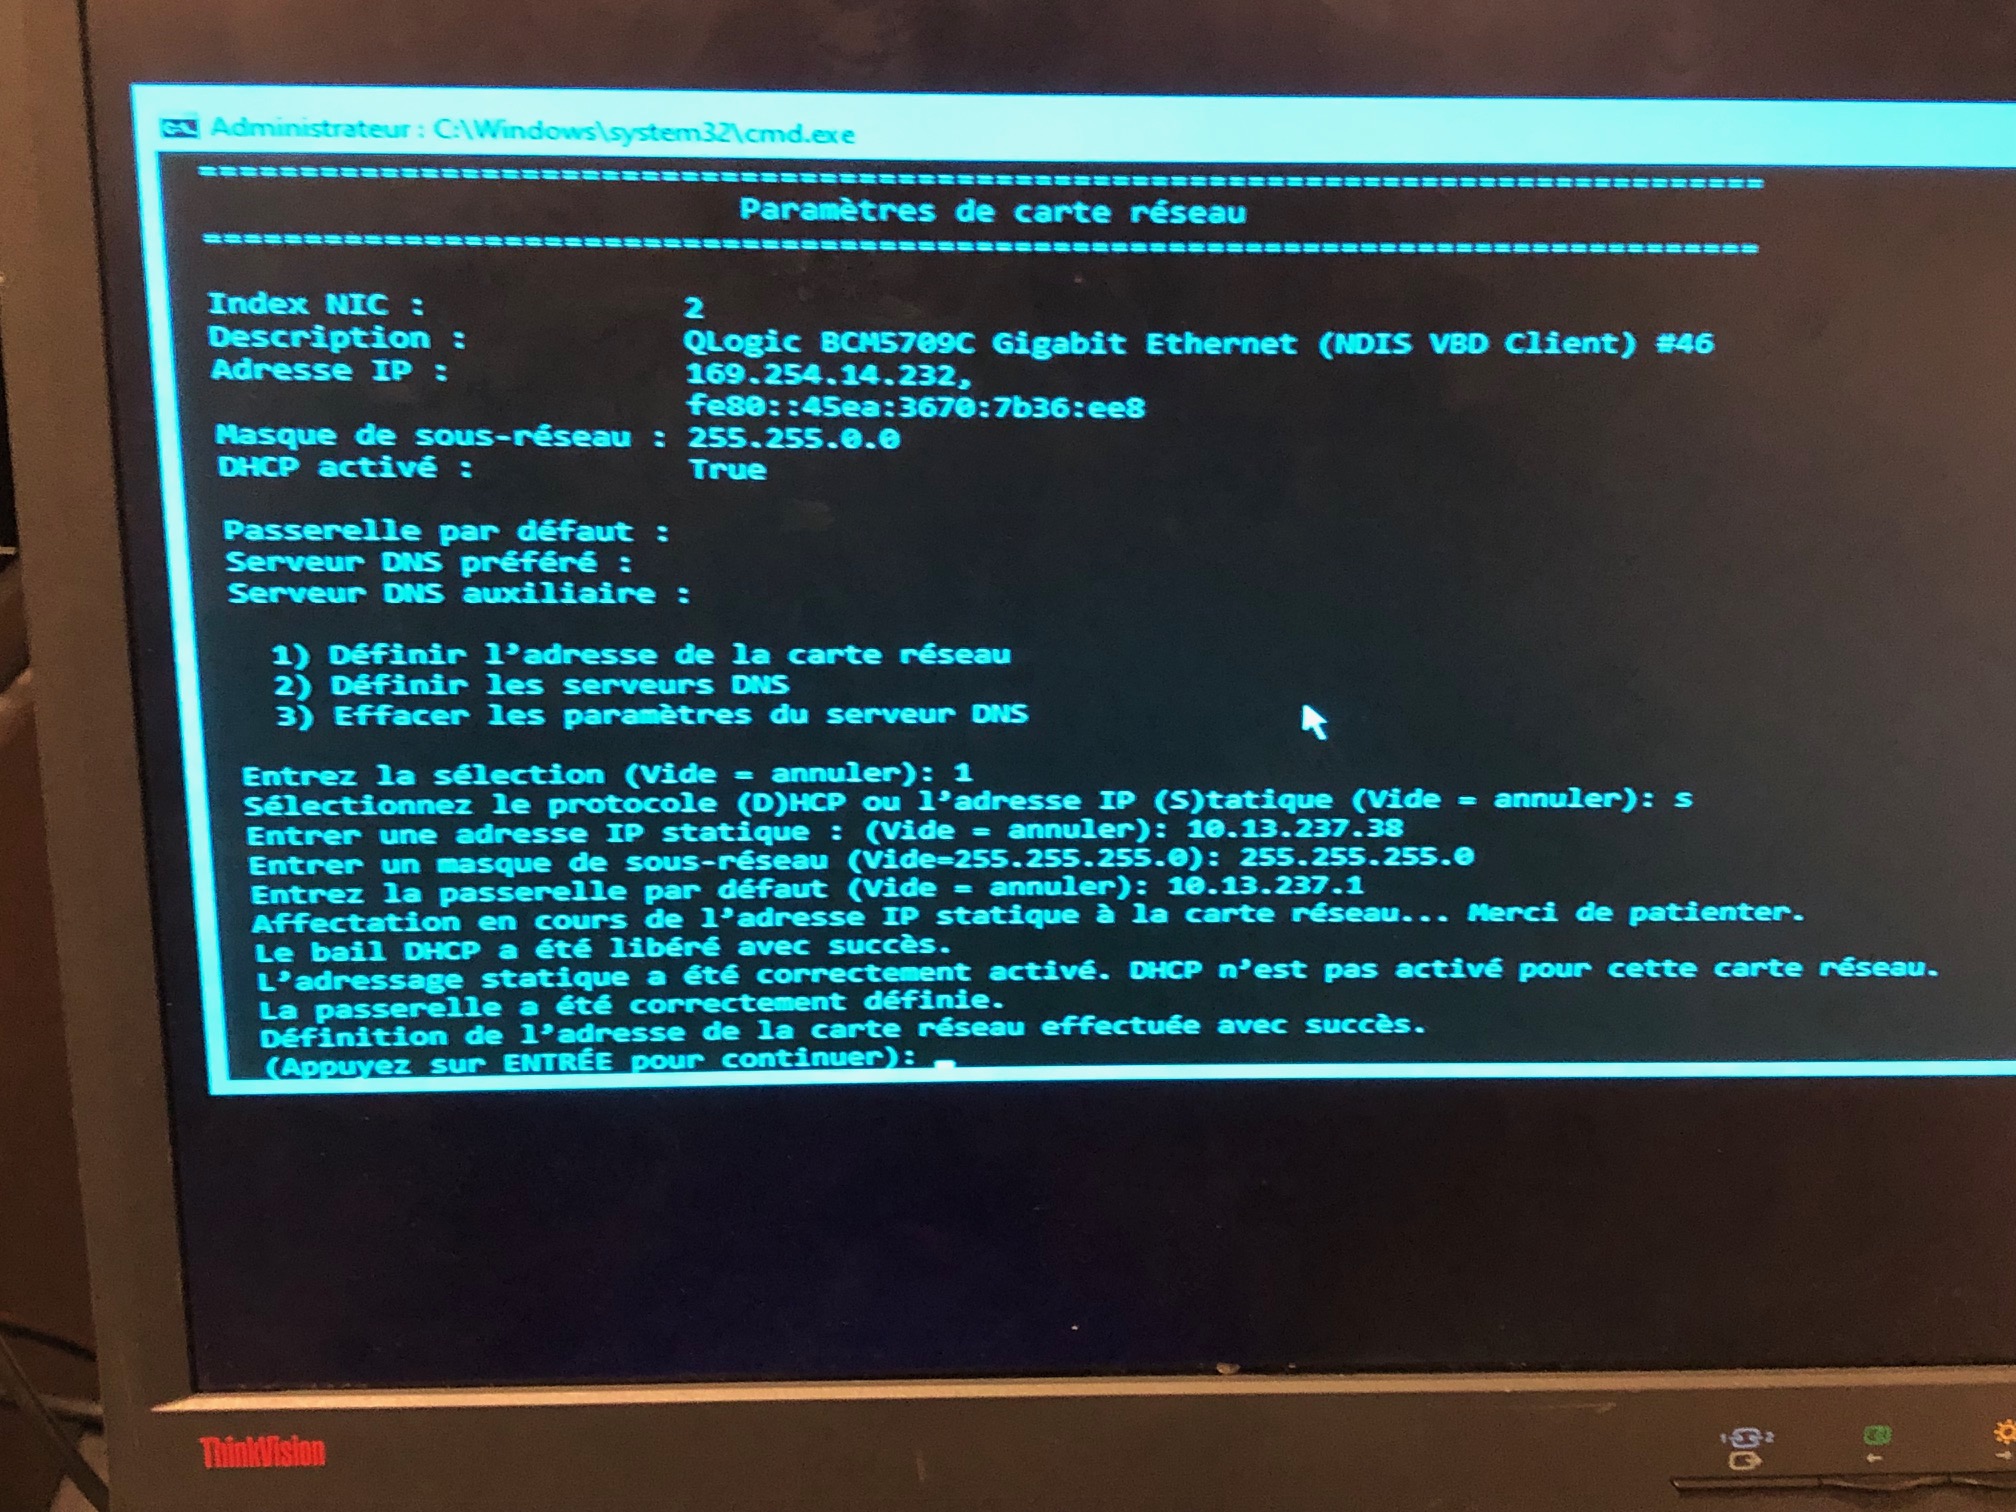 Administrateur : C:\Windows\system32\cmd.exe
================================================================================
Paramètres de carte réseau
================================================================================
Index NIC : 2
Description : QLogic BCM5709C Gigabit Ethernet (NDIS VBD Client) #46
Adresse IP : 169.254.14.232,
fe80::45ea:3670:7b36:ee8
Masque de sous-réseau : 255.255.0.0
DHCP activé : True
Passerelle par défaut :
Serveur DNS préféré :
Serveur DNS auxiliaire :
1) Définir l'adresse de la carte réseau
2) Définir les serveurs DNS
3) Effacer les paramètres du serveur DNS
Entrez la sélection (Vide = annuler): 1
Sélectionnez le protocole (D)HCP ou l'adresse IP (S)tatique (Vide = annuler): s
Entrer une adresse IP statique : (Vide = annuler): 10.13.237.38
Entrer un masque de sous-réseau (Vide=255.255.255.0): 255.255.255.0
Entrez la passerelle par défaut (Vide = annuler): 10.13.237.1
Affectation en cours de l'adresse IP statique à la carte réseau... Merci de patienter.
Le bail DHCP a été libéré avec succès.
L'adressage statique a été correctement activé. DHCP n'est pas activé pour cette carte réseau.
La passerelle a été correctement définie.
Définition de l'adresse de la carte réseau effectuée avec succès.
(Appuyez sur ENTRÉE pour continuer): _
ThinkVision
1 2